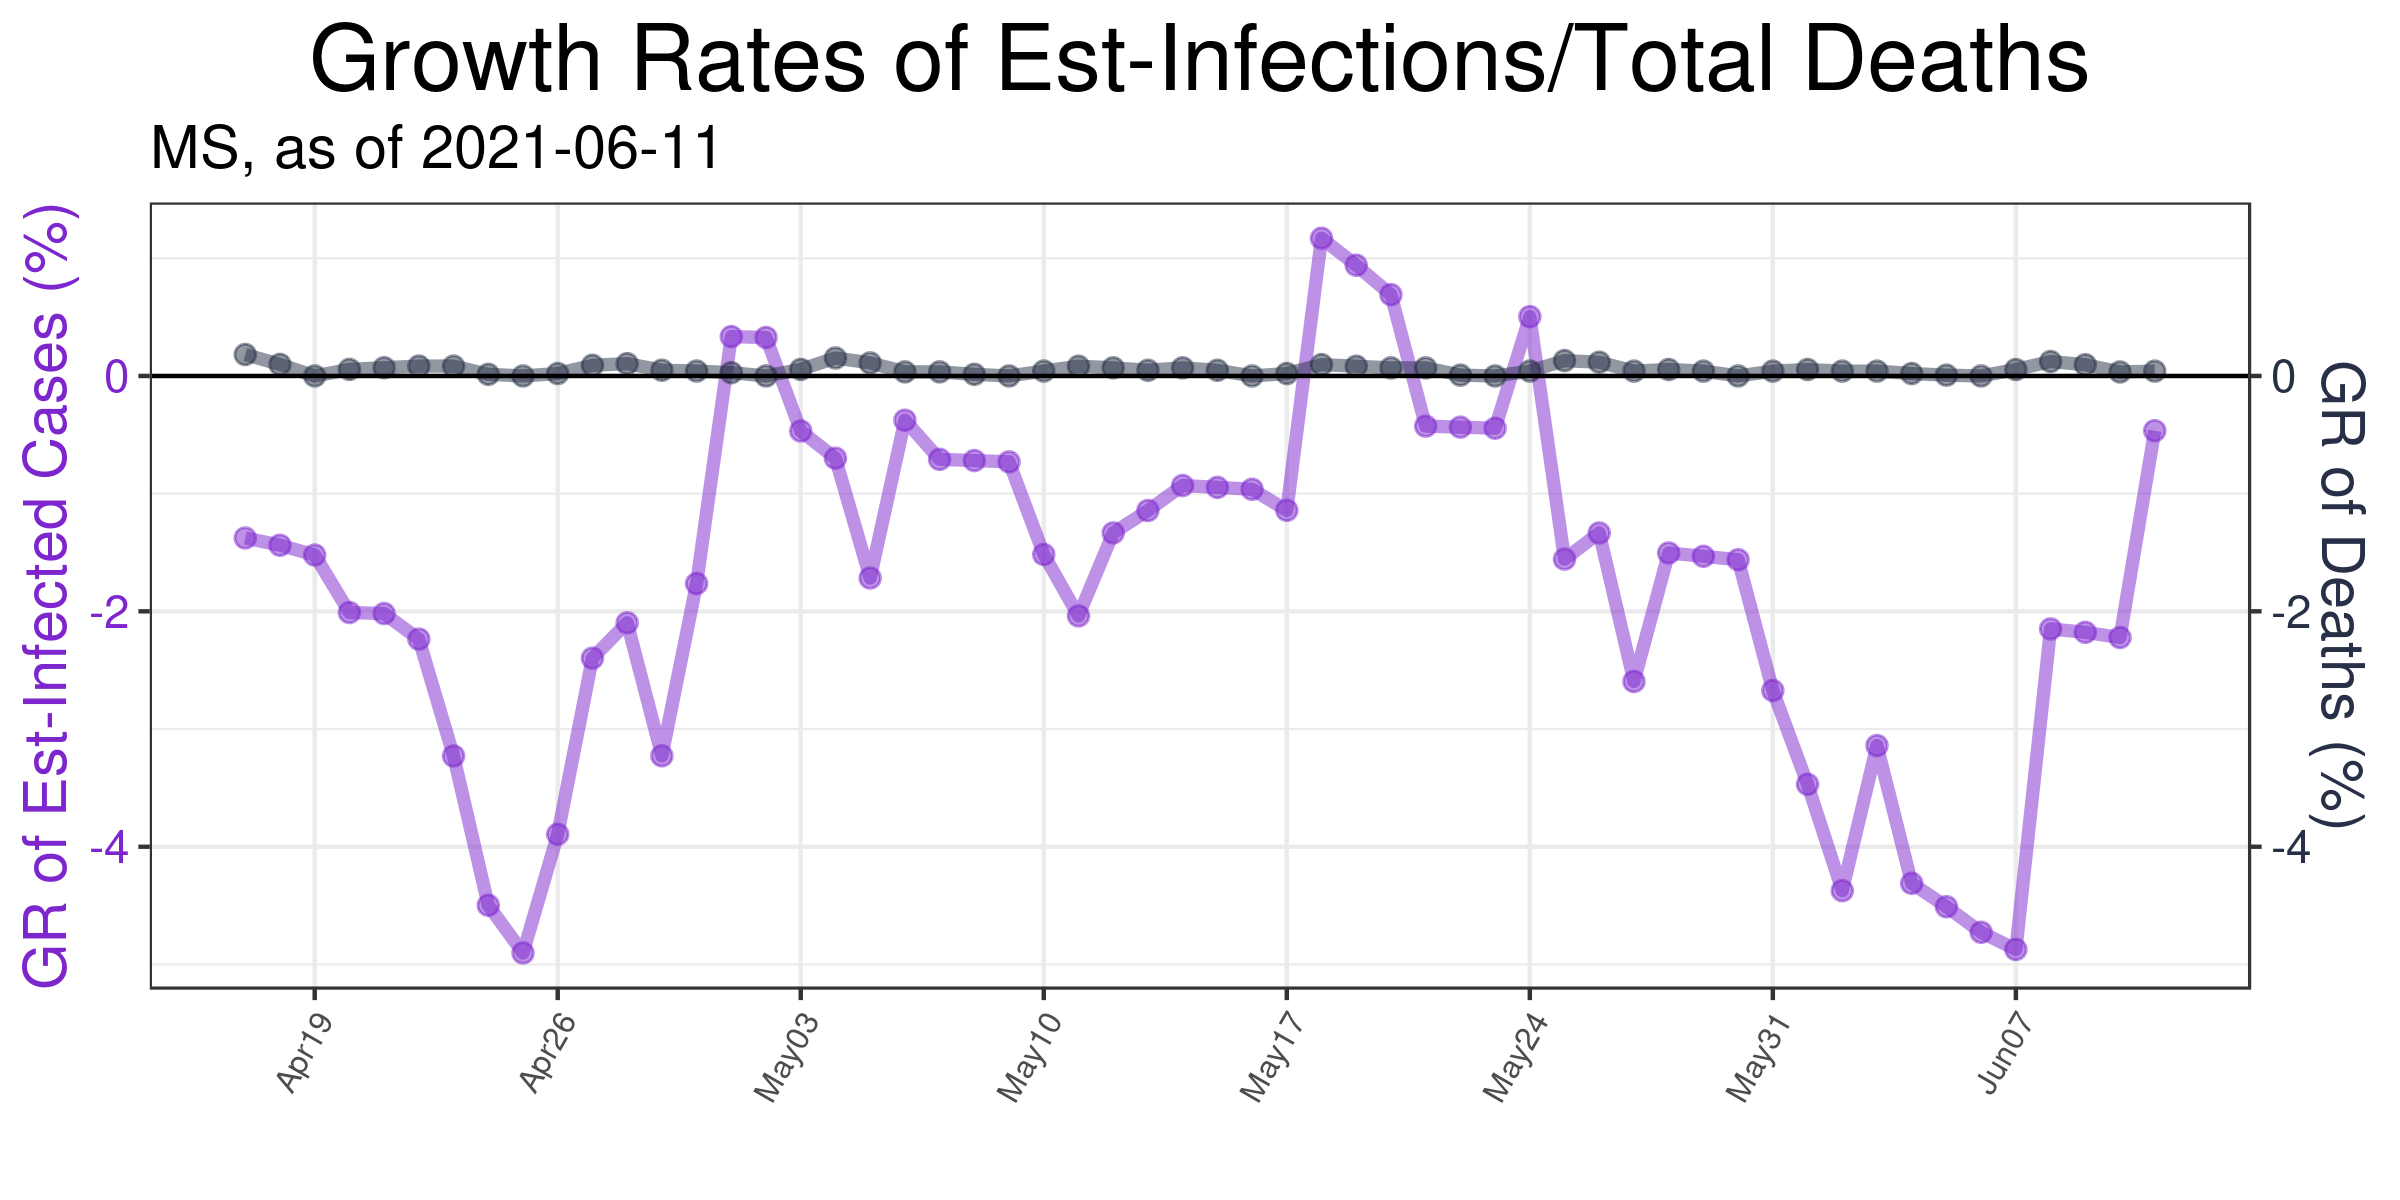 Growth Rates of Est-Infections/Total Deaths
MS, as of 2021-06-11
GR of Est-Infected Cases (%)
0
-2
-4
0
-2
-4
GR of Deaths (%)
Apr19
Apr26
May03
May10
May17
May24
May31
Jun07